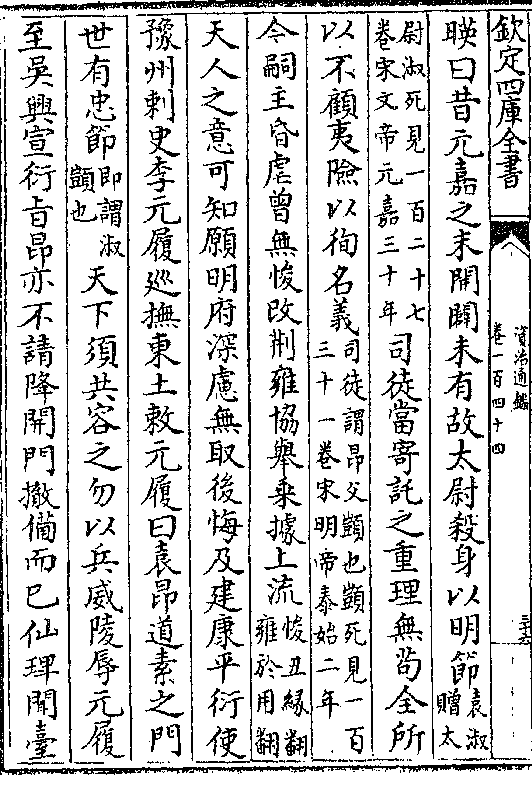 欽定四庫全書
資治通鑑
卷一百四十四
暎曰昔元嘉之末開闢未有故太尉殺身以明節袁淑贈太
尉淑死見一百二十七卷宋文帝元嘉三十年司徒當寄託之重理無苟全所
以不顧夷險以徇名義司徒謂昂父顗也顗死見一百三十一卷宋明帝泰始二年
今嗣主昏虐曾無悛改荆雍協舉乘據上流悛丑緣翻雍於用翻
天人之意可知願明府深慮無取後悔及建康平衍使
豫州刺史李元履廵撫東土敕元履曰袁昂道素之門
世有忠節即謂淑顗也天下須共容之勿以兵威陵辱元履
至吳興宣衍旨昂亦不請降開門撤備而已仙琕聞臺